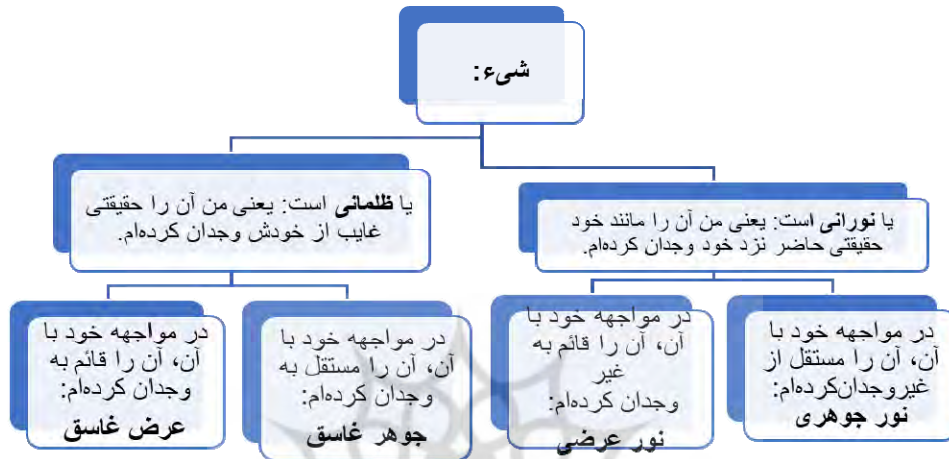 شیء:
یا نورانی است: یعنی من آن را مانند خود
حقیقتی حاضر نزد خود وجدان کرده‌ام.
یا ظلمانی است: یعنی من آن را حقیقتی
غایب از خودش وجدان کرده‌ام.
در مواجهه خود با
آن، آن را مستقل از
غیروجدان‌کرده‌ام:
نور جوهری
در مواجهه خود با
آن، آن را قائم به
غیر
وجدان کرده‌ام:
نور عرضی
در مواجهه خود با
آن، آن را مستقل به
وجدان کرده‌ام:
جوهر غاسق
در مواجهه خود با
آن، آن را قائم به
وجدان کرده‌ام:
عرض غاسق